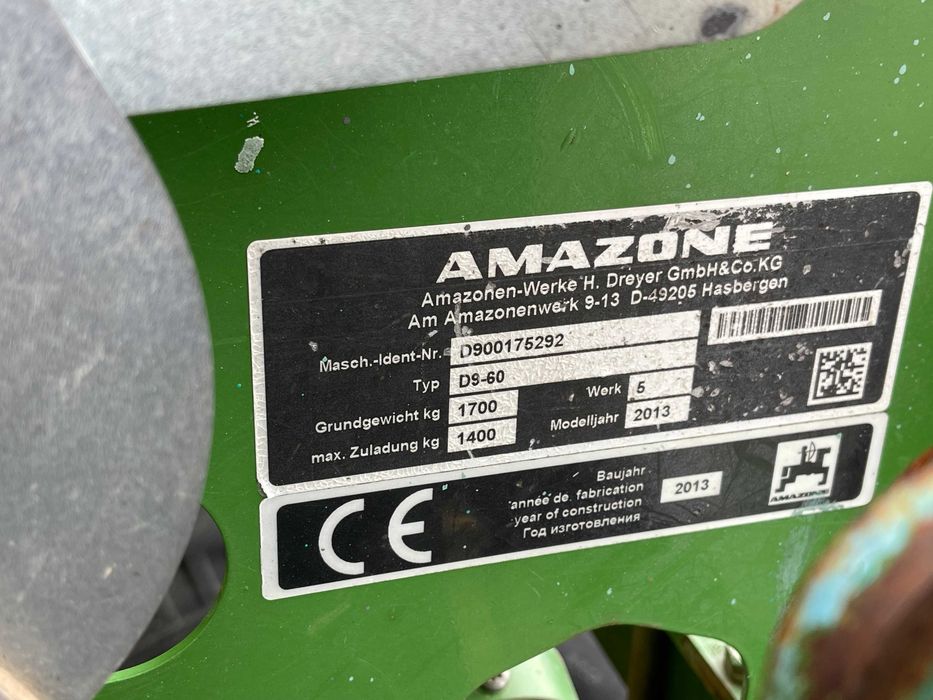 AMAZONE
Amazonen-Werke H. Dreyer GmbH&Co.KG
Am Amazonenwerk 9-13 D-49205 Hasbergen
Masch.-Ident-Nr. D900175292
Typ D9-60
Grundgewicht kg 1700 Werk 5
max. Zuladung kg 1400 Modelljahr 2013
CE
Baujahr
année de. fabrication 2013
year of construction
Год изготовления
AMAZONE